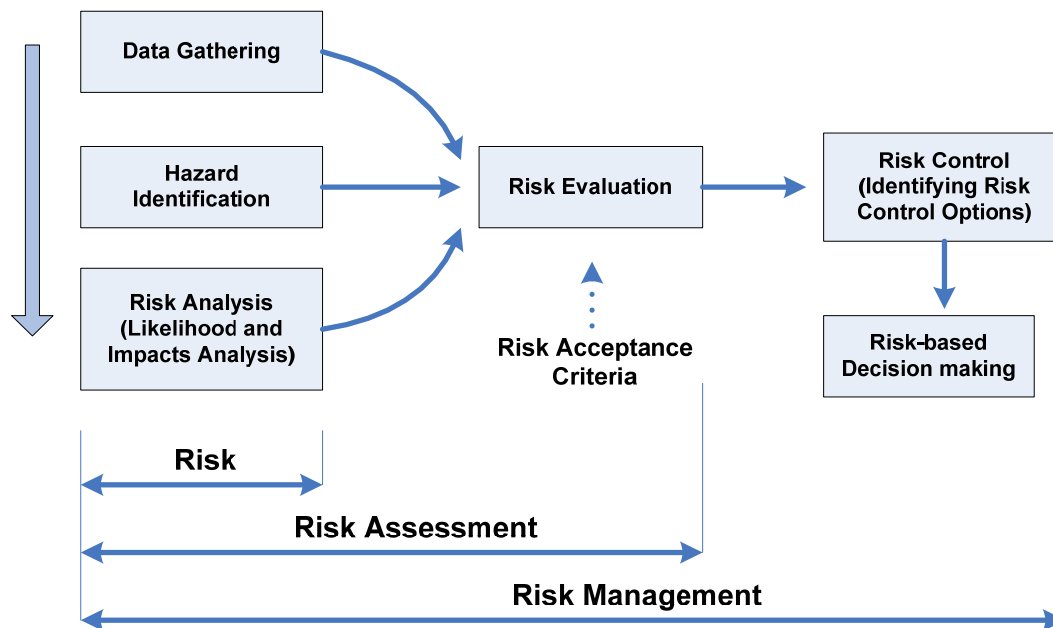 Data Gathering
Hazard
Identification
Risk Analysis
(Likelihood and
Impacts Analysis)
Risk Evaluation
Risk Acceptance
Criteria
Risk Control
(Identifying Risk
Control Options)
Risk-based
Decision making
Risk
Risk Assessment
Risk Management